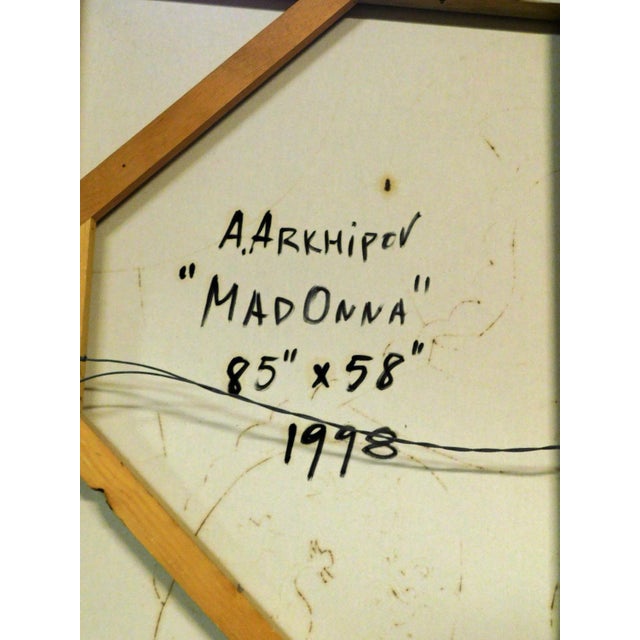 A. ARKHIPOV
"MADONNA"
85" x 58"
1998